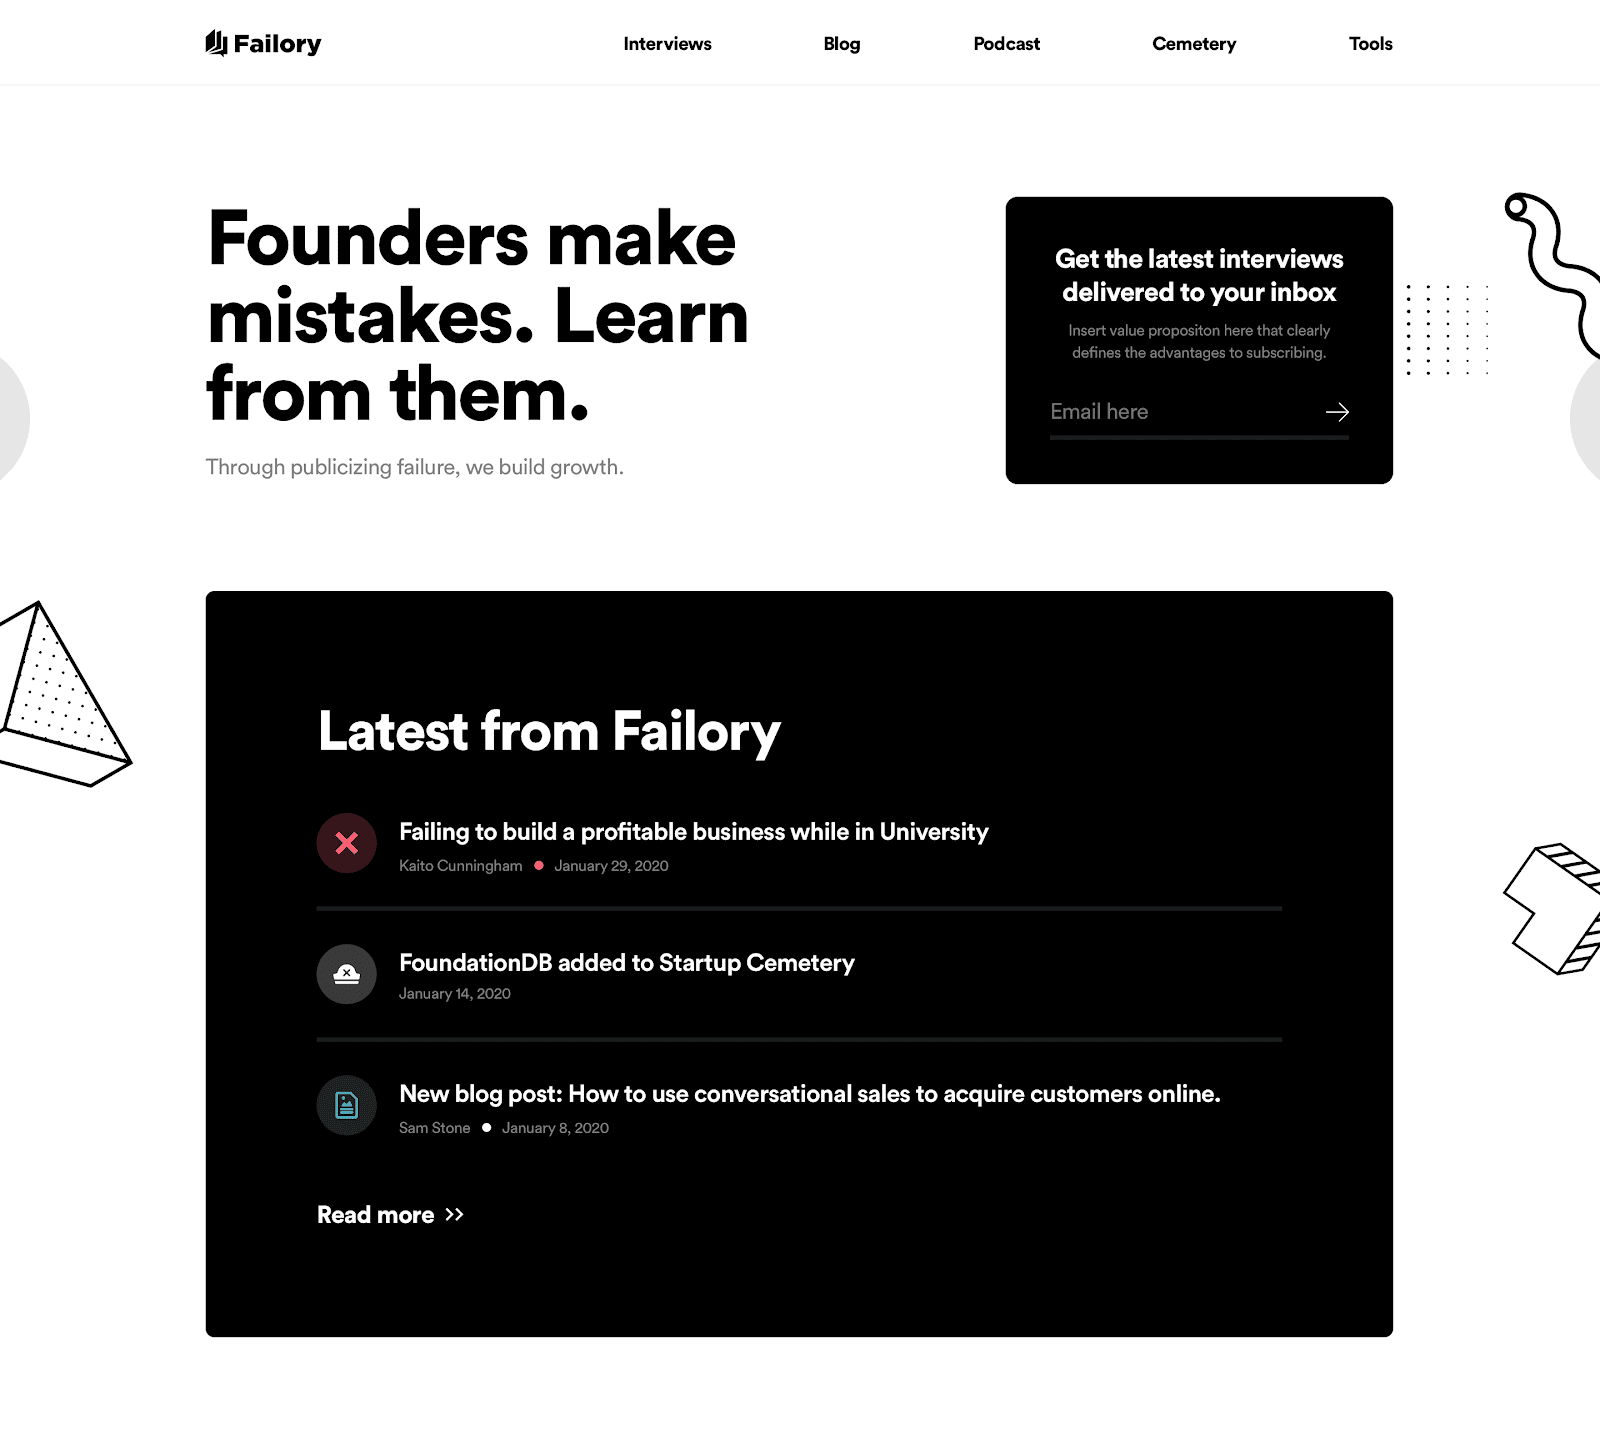 Failory
Interviews
Blog
Podcast
Cemetery
Tools
Founders make
mistakes. Learn
from them.
Through publicizing failure, we build growth.
Get the latest interviews
delivered to your inbox
Insert value propositon here that clearly
defines the advantages to subscribing.
Email here
Latest from Failory
Failing to build a profitable business while in University
Kaito Cunningham
January 29, 2020
FoundationDB added to Startup Cemetery
January 14, 2020
New blog post: How to use conversational sales to acquire customers online.
Sam Stone
January 8, 2020
Read more